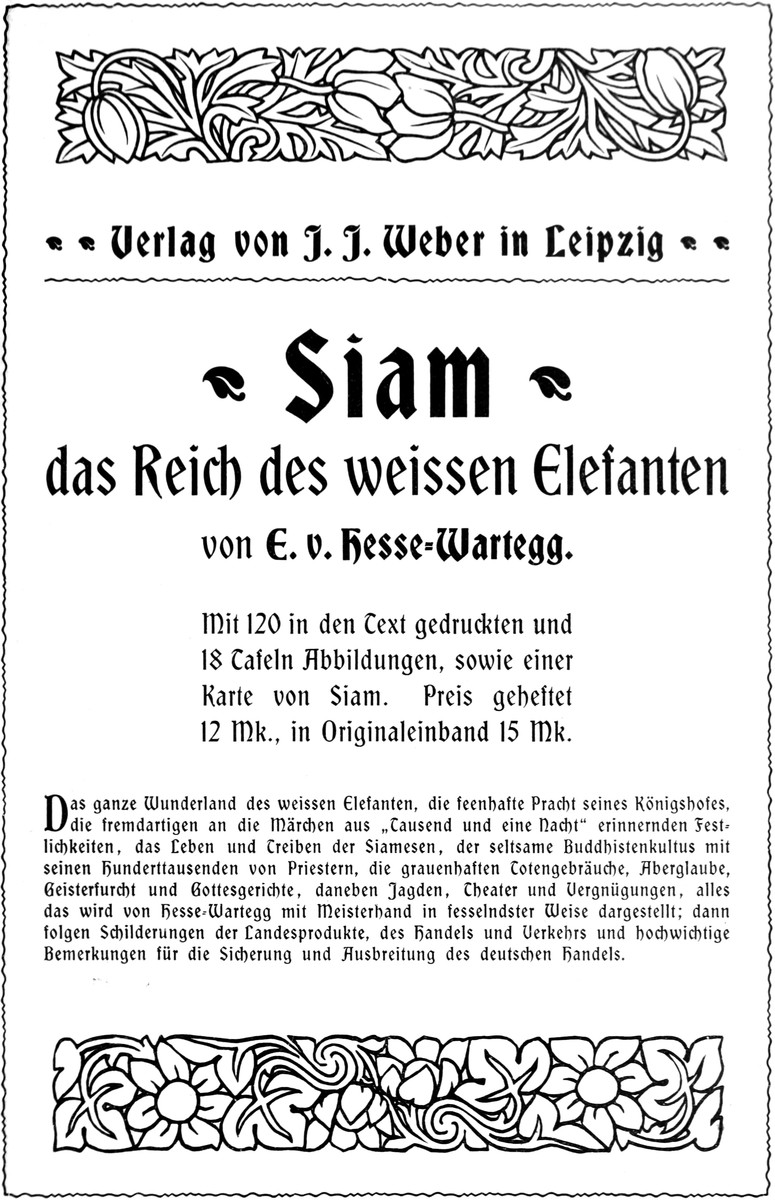 Verlag von J. J. Weber in Leipzig
Siam
das Reich des weissen Elefanten
von E. v. Hesse-Wartegg.
Mit 120 in den Text gedruckten und
18 Tafeln Abbildungen, sowie einer
Karte von Siam. Preis geheftet
12 Mk., in Originaleinband 15 Mk.
Das ganze Wunderland des weissen Elefanten, die feenhafte Pracht seines Königshofes,
die fremdartigen an die Märchen aus „Tausend und eine Nacht“ erinnernden Fest-
lichkeiten, das Leben und Treiben der Siamesen, der seltsame Buddhistenkultus mit
seinen Hunderttausenden von Priestern, die grauenhaften Totengebräuche, Aberglaube,
Geisterfurcht und Gottesgerichte, daneben Jagden, Theater und Vergnügungen, alles
das wird von Hesse-Wartegg mit Meisterhand in fesselndster Weise dargestellt; dann
folgen Schilderungen der Landesprodukte, des Handels und Verkehrs und hochwichtige
Bemerkungen für die Sicherung und Ausbreitung des deutschen Handels.